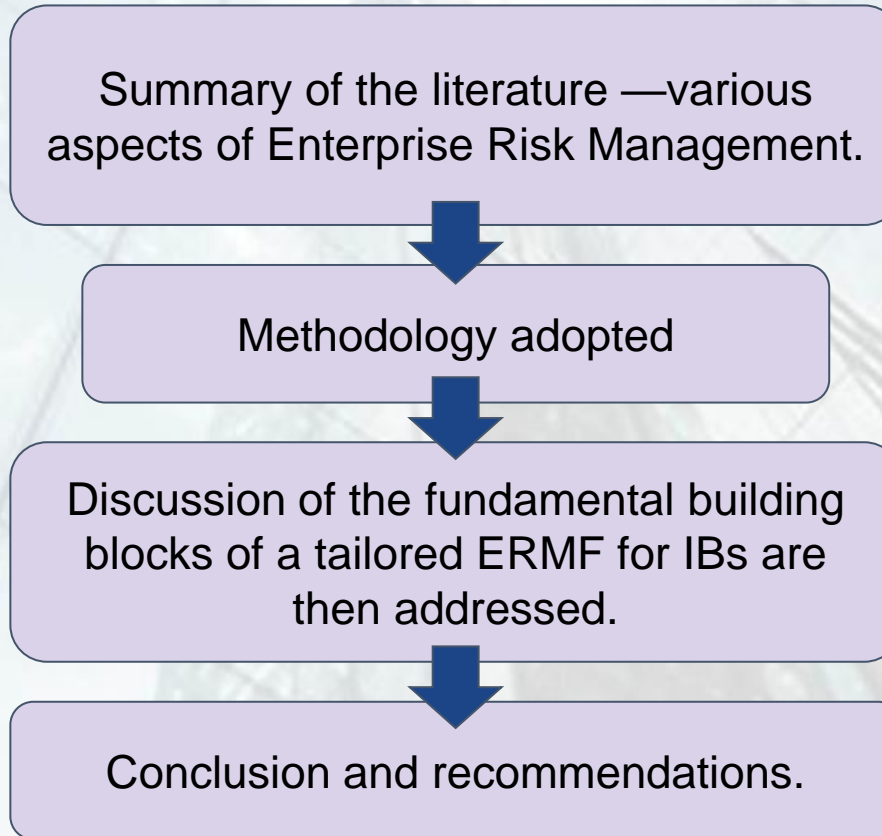 Summary of the literature —various
aspects of Enterprise Risk Management.
Methodology adopted
Discussion of the fundamental building
blocks of a tailored ERMF for IBs are
then addressed.
Conclusion and recommendations.